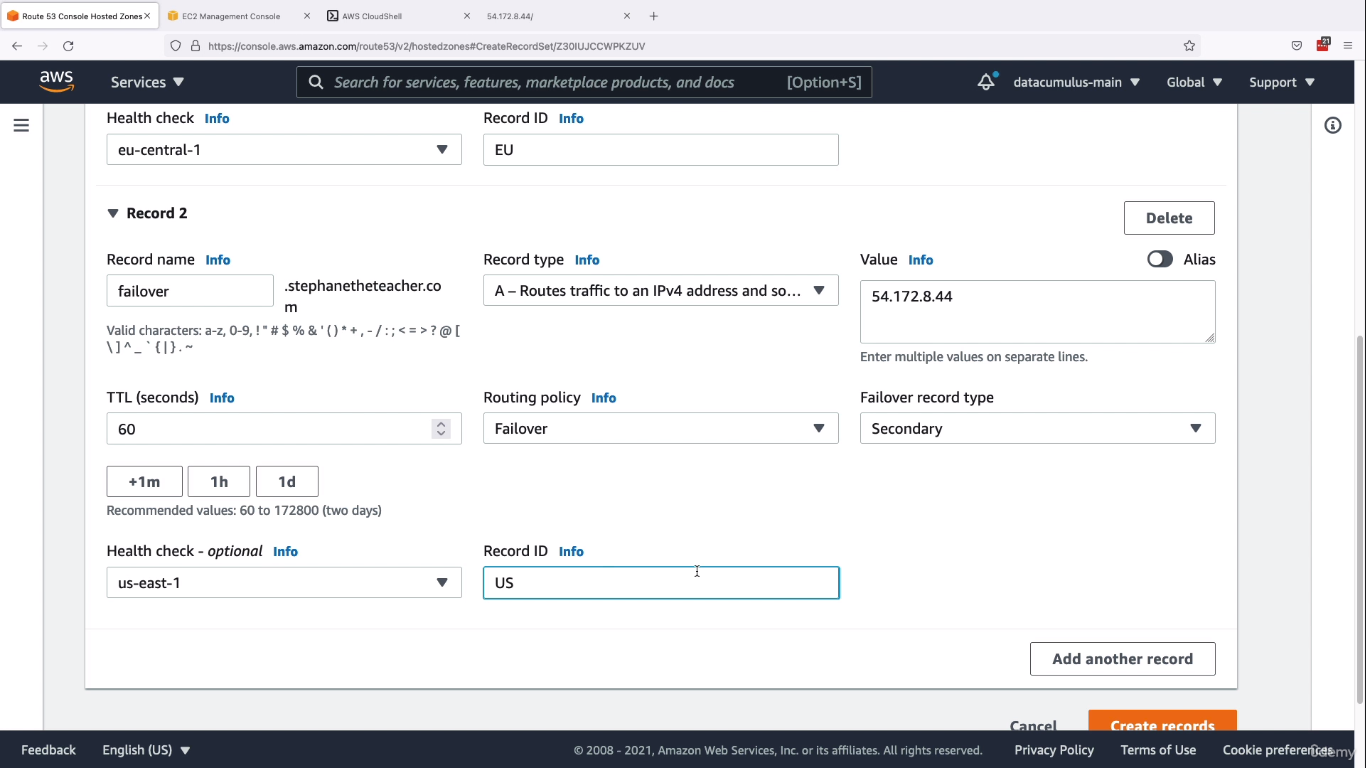 Route 53 Console Hosted Zones
EC2 Management Console
AWS CloudShell
54.172.8.44/
https://console.aws.amazon.com/route53/v2/hostedzones#CreateRecordSet/Z30IUJCCWPKZUV
21
aws
Services
Search for services, features, marketplace products, and docs
[Option+S]
datacumulus-main
Global
Support
Health check Info
Record ID Info
eu-central-1
EU
Record 2
Delete
Record name Info
Record type Info
Value Info
Alias
failover
.stephanetheteacher.co
m
A – Routes traffic to an IPv4 address and so...
54.172.8.44
Valid characters: a-z, 0-9, ! " # $ % & ' ( ) * + , - / : ; < = > ? @ [
\ ] ^ _ ` { | } . ~
Enter multiple values on separate lines.
TTL (seconds) Info
Routing policy Info
Failover record type
60
Failover
Secondary
+1m
1h
1d
Recommended values: 60 to 172800 (two days)
Health check - optional Info
Record ID Info
us-east-1
US
Add another record
Cancel
Create records
Feedback
English (US)
© 2008 - 2021, Amazon Web Services, Inc. or its affiliates. All rights reserved.
Privacy Policy
Terms of Use
Cookie preferences
Udemy